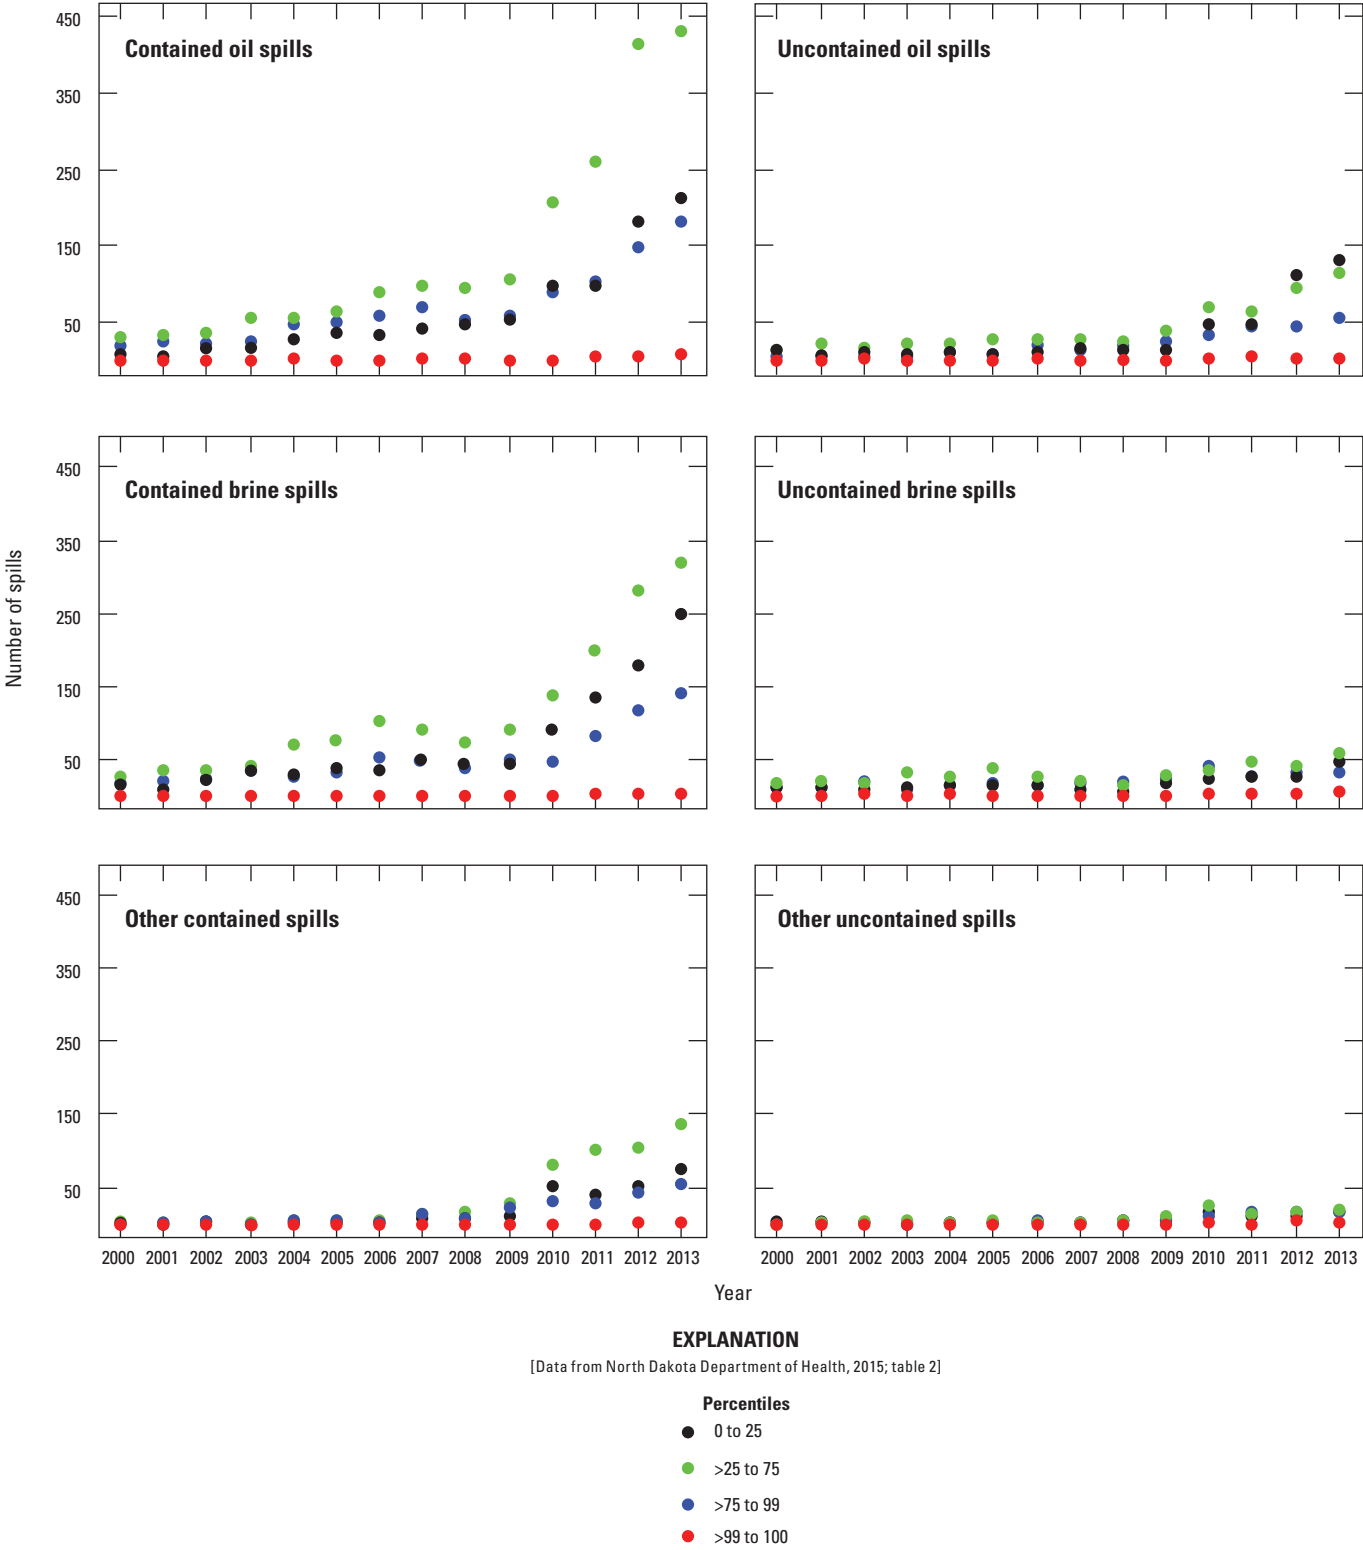 Contained oil spills
450
350
250
150
50
Uncontained oil spills
Number of spills
Contained brine spills
450
350
250
150
50
Uncontained brine spills
Other contained spills
450
350
250
150
50
2000 2001 2002 2003 2004 2005 2006 2007 2008 2009 2010 2011 2012 2013
Other uncontained spills
2000 2001 2002 2003 2004 2005 2006 2007 2008 2009 2010 2011 2012 2013
Year
EXPLANATION
[Data from North Dakota Department of Health, 2015; table 2]
Percentiles
0 to 25
>25 to 75
>75 to 99
>99 to 100